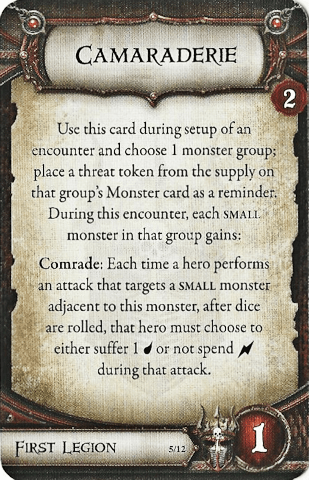 CAMARADERIE
2
Use this card during setup of an
encounter and choose 1 monster group;
place a threat token from the supply on
that group's Monster card as a reminder.
During this encounter, each SMALL
monster in that group gains:
Comrade: Each time a hero performs
an attack that targets a SMALL monster
adjacent to this monster, after dice
are rolled, that hero must choose to
either suffer 1 or not spend
during that attack.
FIRST LEGION
5/12
1